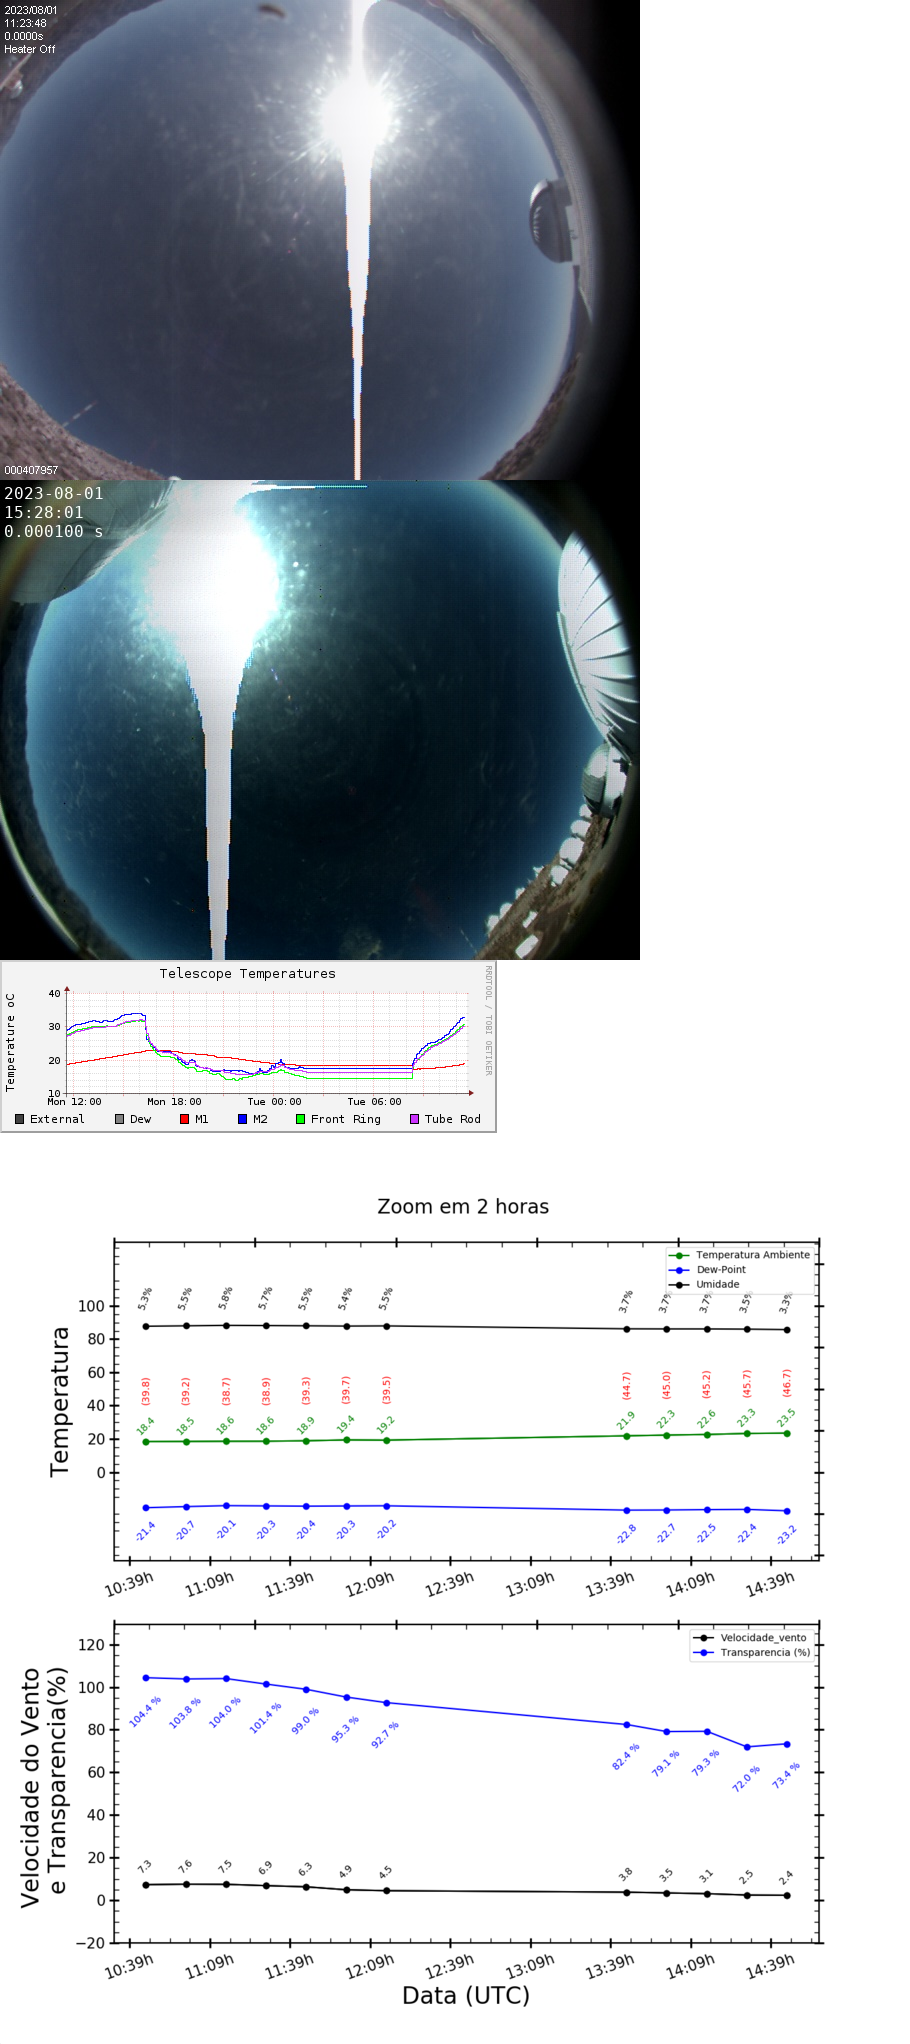 2023/08/01
11:23:48
0.0000s
Heater Off
000407957
2023-08-01
15:28:01
0.000100 s
Telescope Temperatures
RRDTOOL / TOBI OETIKER
Temperature oC
40
30
20
10
Mon 12:00 Mon 18:00 Tue 00:00 Tue 06:00
External Dew M1 M2 Front Ring Tube Rod
Zoom em 2 horas
Temperatura Ambiente
Dew-Point
Umidade
Temperatura
100
80
60
40
20
0
5.3% 5.5% 5.8% 5.7% 5.5% 5.4% 5.5% 3.7% 3.7% 3.7% 3.5% 3.3%
(39.8) (39.2) (38.7) (38.9) (39.3) (39.7) (39.5) (44.7) (45.0) (45.2) (45.7) (46.7)
18.4 18.5 18.6 18.6 18.9 19.4 19.2 21.9 22.3 22.6 23.3 23.5
-21.4 -20.7 -20.1 -20.3 -20.4 -20.3 -20.2 -22.8 -22.7 -22.5 -22.4 -23.2
10:39h 11:09h 11:39h 12:09h 12:39h 13:09h 13:39h 14:09h 14:39h
Velocidade_vento
Transparencia (%)
Velocidade do Vento
e Transparencia(%)
120
100
80
60
40
20
0
−20
104.4 % 103.8 % 104.0 % 101.4 % 99.0 % 95.3 % 92.7 % 82.4 % 79.1 % 79.3 % 72.0 % 73.4 %
7.3 7.6 7.5 6.9 6.3 4.9 4.5 3.8 3.5 3.1 2.5 2.4
10:39h 11:09h 11:39h 12:09h 12:39h 13:09h 13:39h 14:09h 14:39h
Data (UTC)